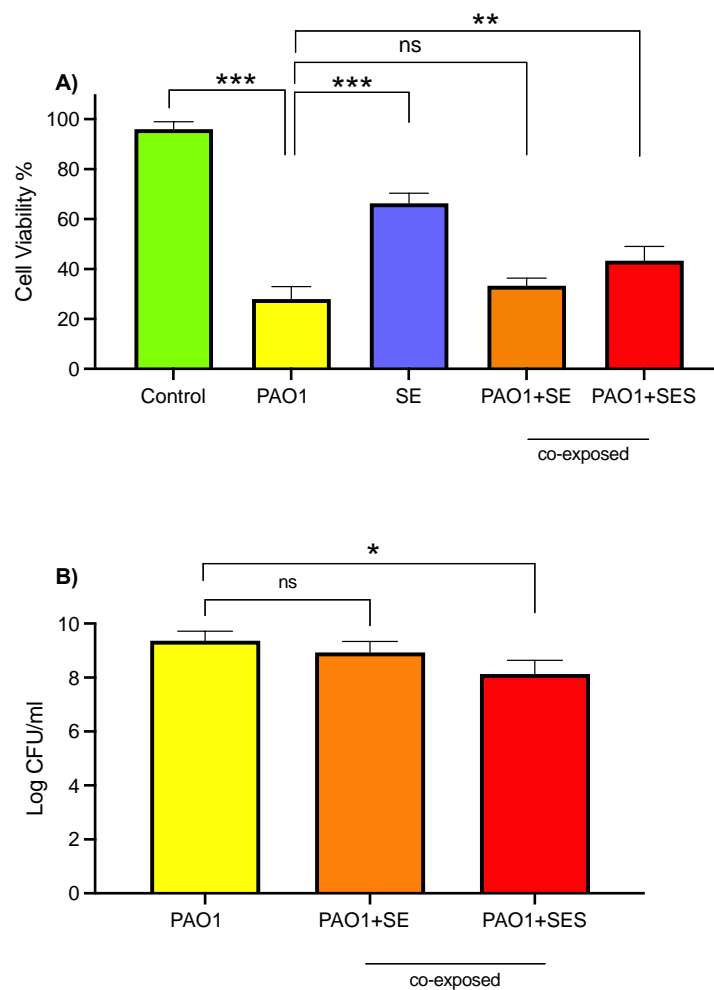 **
ns
A)
***
***
100
80
60
40
20
0
Cell Viability %
Control PAO1 SE PAO1+SE PAO1+SES
co-exposed
*
B)
ns
10
8
6
4
2
0
Log CFU/ml
PAO1 PAO1+SE PAO1+SES
co-exposed